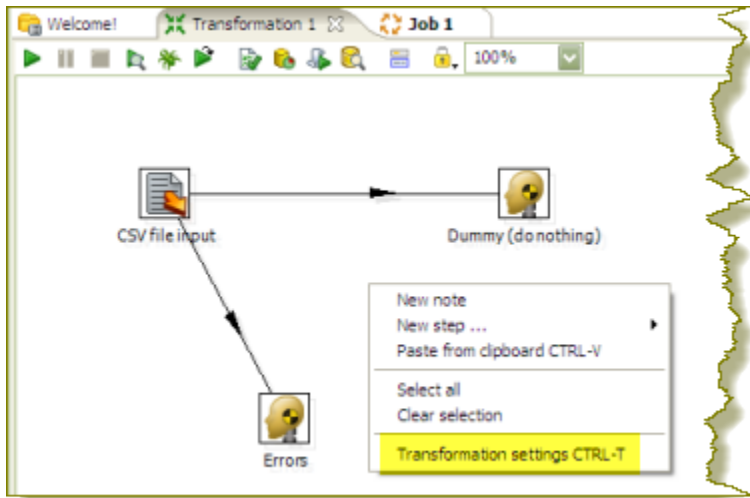 Welcome! Transformation 1 Job 1
100%
CSV file input
Dummy (do nothing)
New note
New step ...
Paste from clipboard CTRL-V
Select all
Clear selection
Transformation settings CTRL-T
Errors